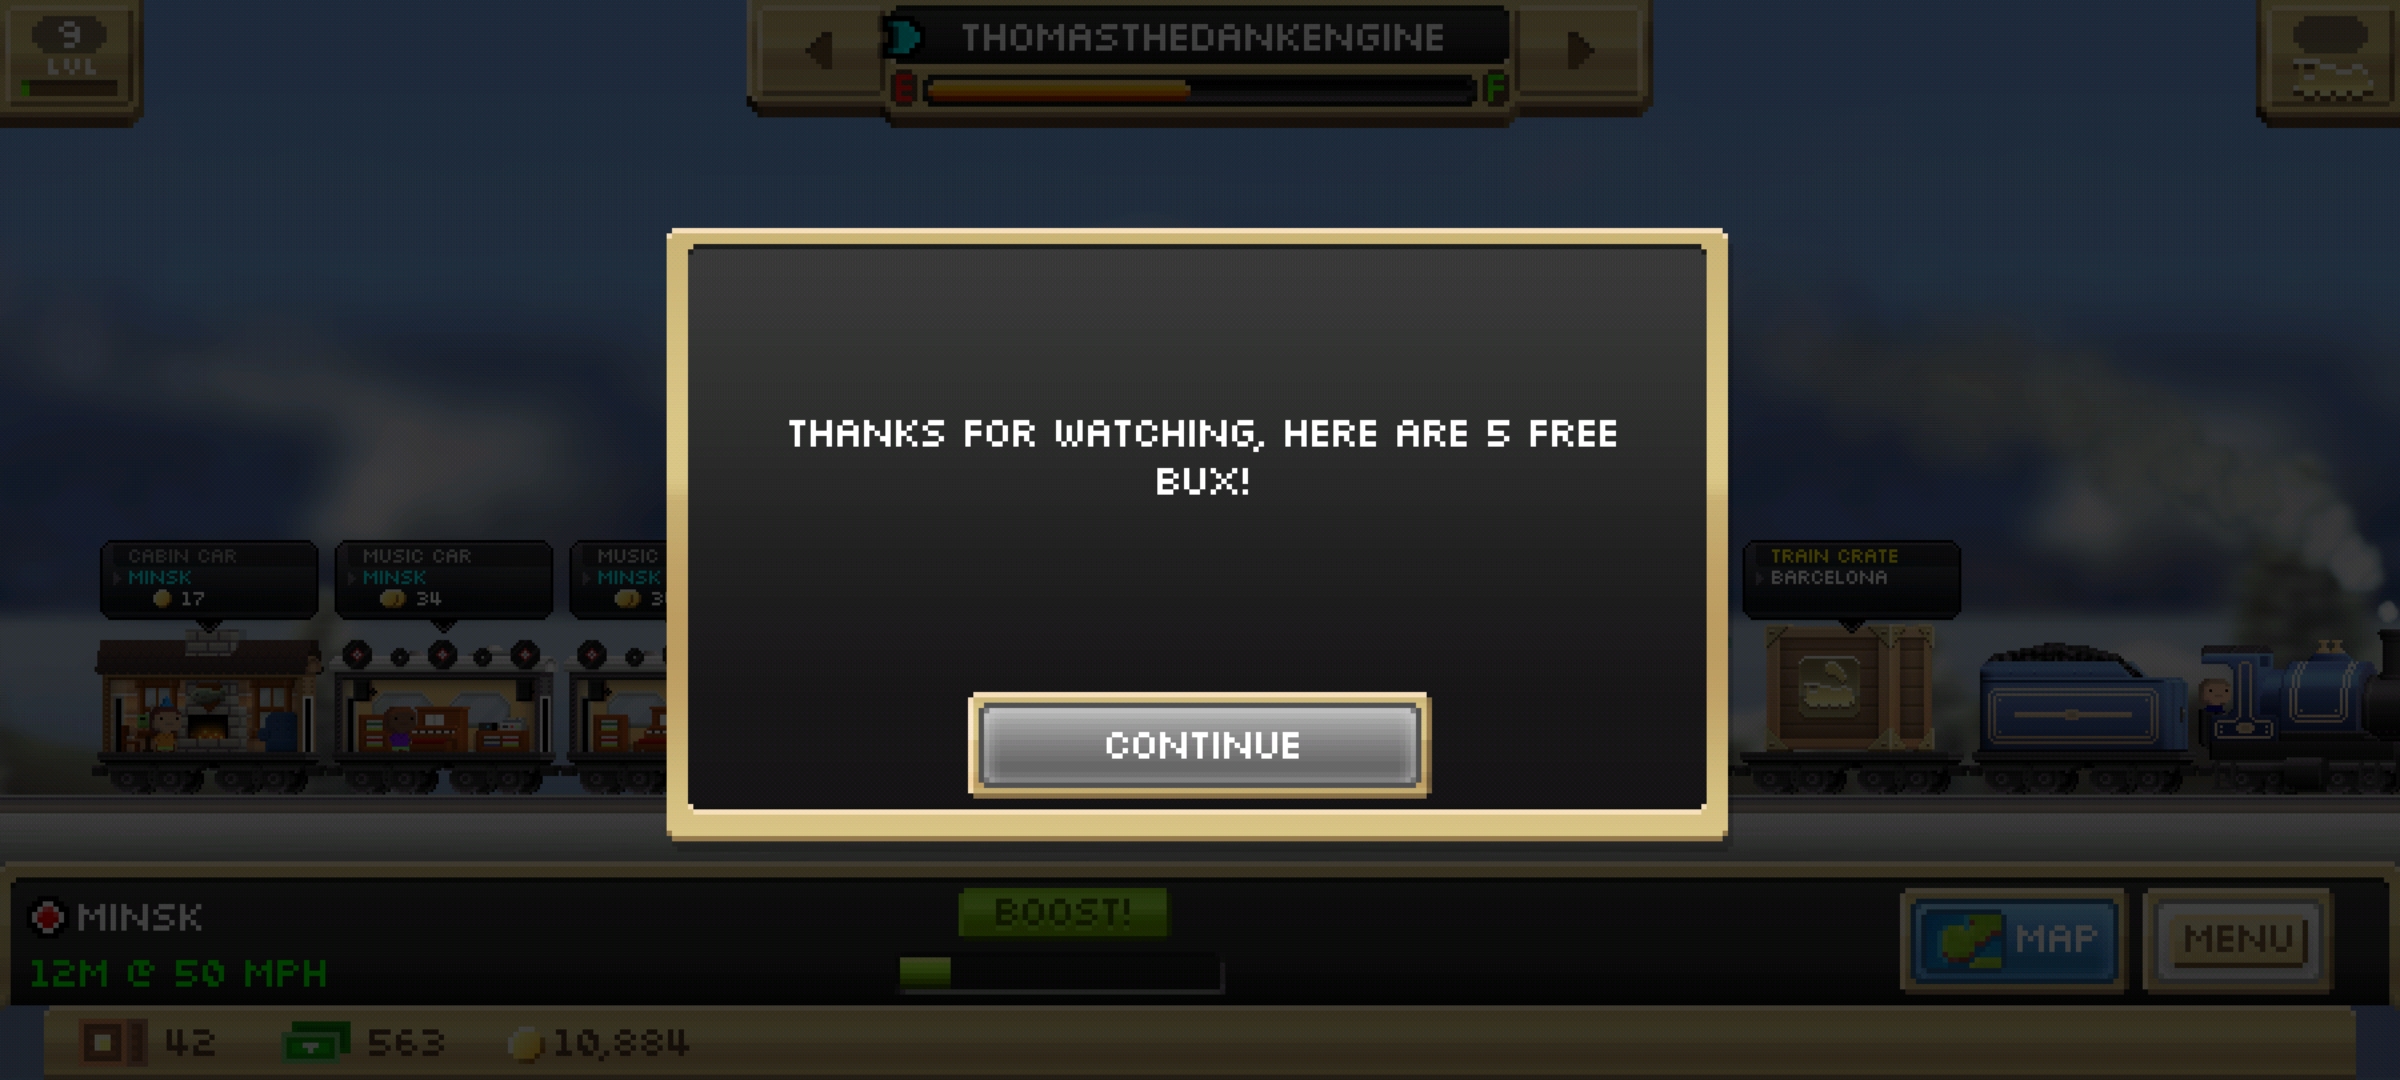 9
LVL
THOMASTHEDANKENGINE
E
F
THANKS FOR WATCHING, HERE ARE 5 FREE
BUX!
CONTINUE
CABIN CAR
MINSK
17
MUSIC CAR
MINSK
34
MUSIC
MINSK
TRAIN CRATE
BARCELONA
MINSK
12M @ 50 MPH
BOOST!
MAP
MENU
42
563
10,884